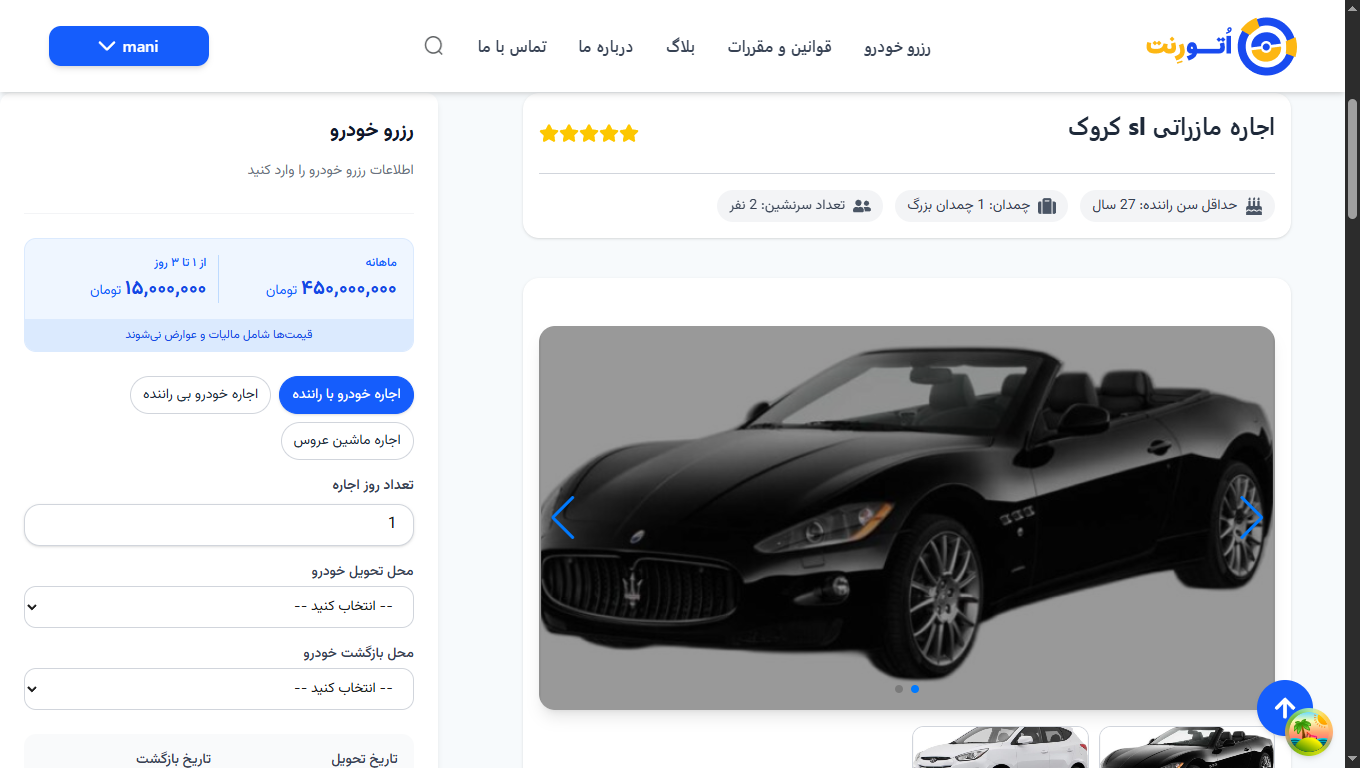 اُتــورِنت
رزرو خودرو
قوانین و مقررات
بلاگ
درباره ما
تماس با ما
mani
اجاره مازراتی sl کروک
حداقل سن راننده: 27 سال
چمدان: 1 چمدان بزرگ
تعداد سرنشین: 2 نفر
رزرو خودرو
اطلاعات رزرو خودرو را وارد کنید
ماهانه
۴۵۰,۰۰۰,۰۰۰ تومان
از ۱ تا ۳ روز
۱۵,۰۰۰,۰۰۰ تومان
قیمت‌ها شامل مالیات و عوارض نمی‌شوند
اجاره خودرو با راننده
اجاره خودرو بی راننده
اجاره ماشین عروس
تعداد روز اجاره
1
محل تحویل خودرو
-- انتخاب کنید --
محل بازگشت خودرو
-- انتخاب کنید --
تاریخ تحویل
تاریخ بازگشت